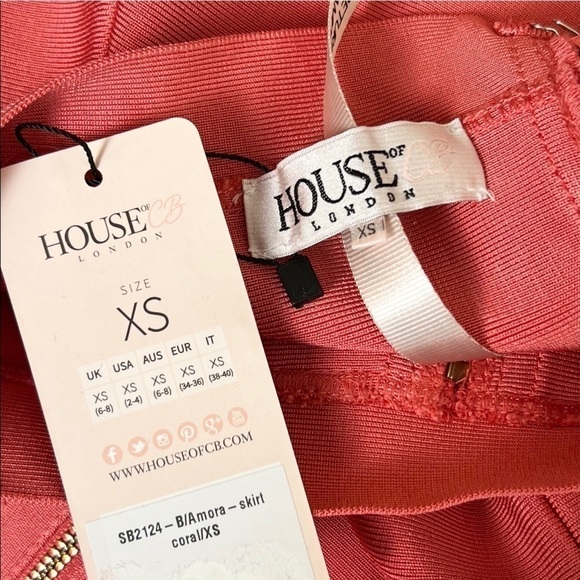 HOUSE OF CB
LONDON
SIZE
XS
UK USA AUS EUR IT
XS XS XS XS XS
(6-8) (2-4) (6-8) (34-36) (38-40)
WWW.HOUSEOFCB.COM
SB2124-B/Amora-skirt
coral/XS
HOUSE OF CB
LONDON
XS